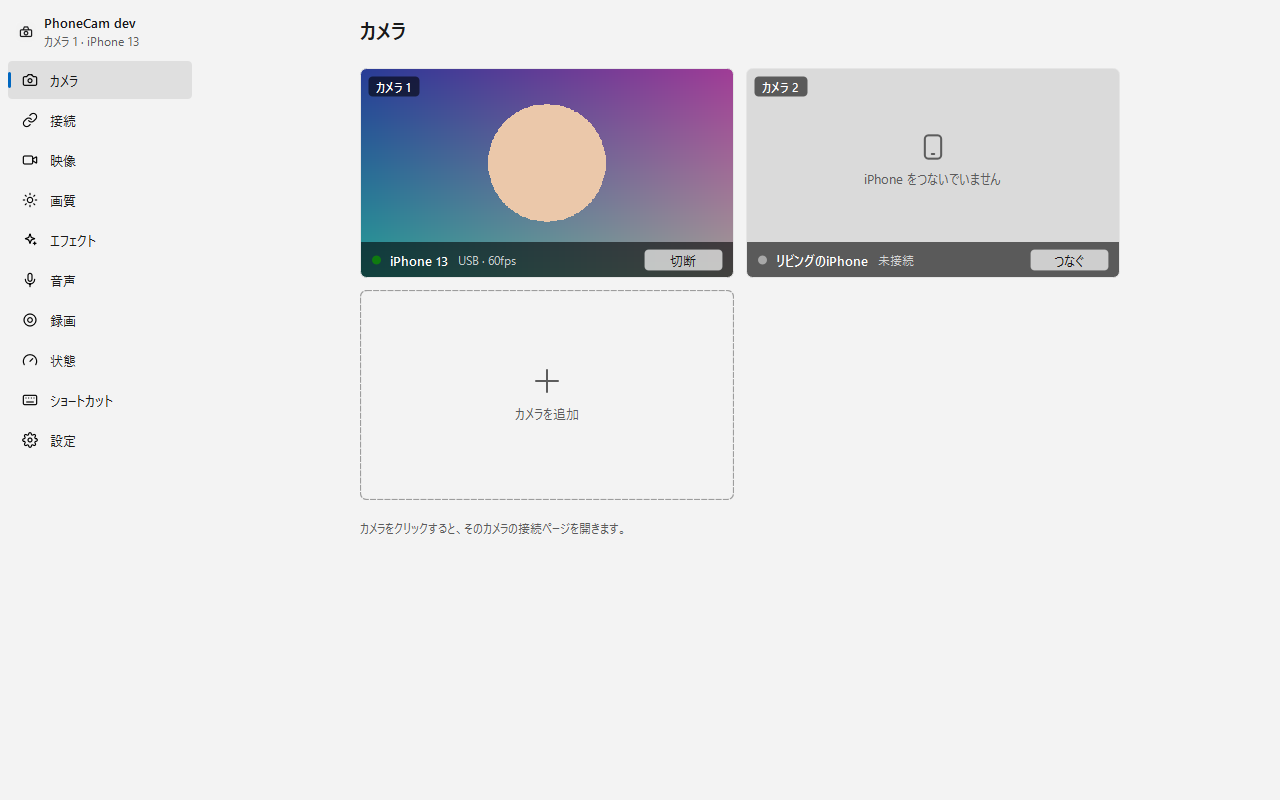 PhoneCam dev
カメラ 1 · iPhone 13
カメラ
接続
映像
画質
エフェクト
音声
録画
状態
ショートカット
設定
カメラ
カメラ 1
iPhone 13 USB · 60fps 切断
カメラ 2
iPhone をつないでいません
リビングのiPhone 未接続 つなぐ
カメラを追加
カメラをクリックすると、そのカメラの接続ページを開きます。